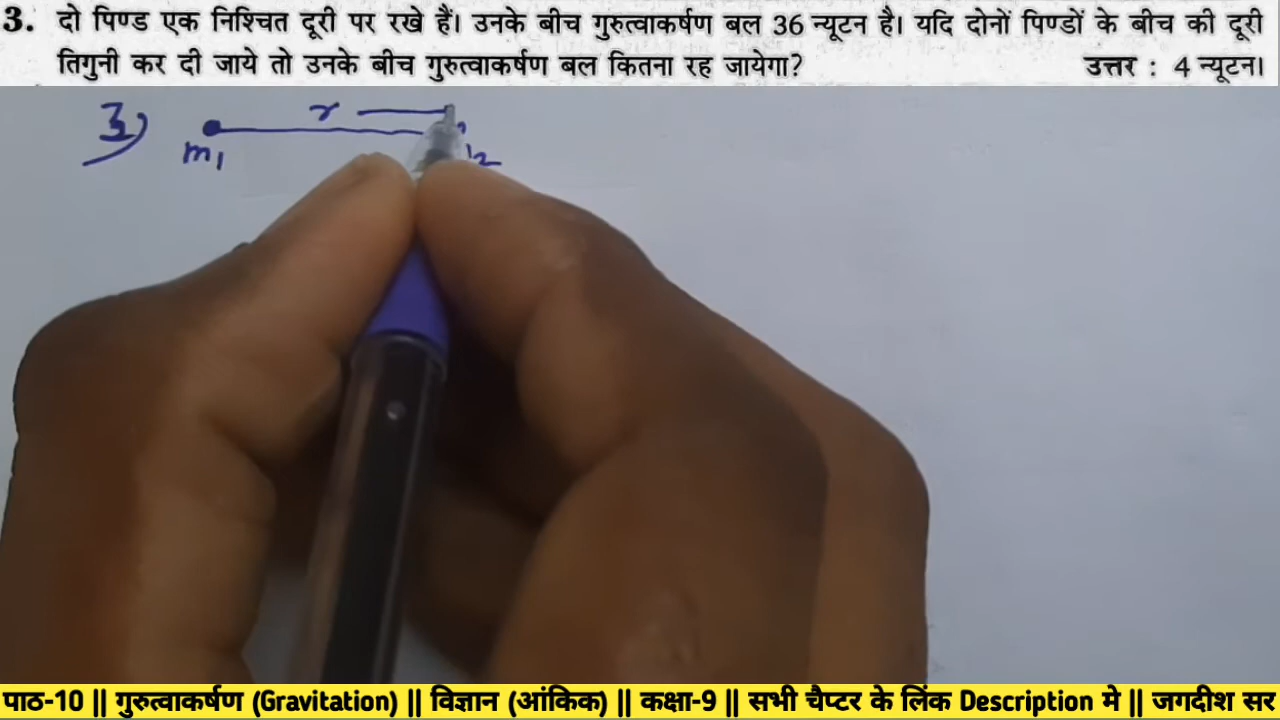 3. दो पिण्ड एक निश्चित दूरी पर रखे हैं। उनके बीच गुरुत्वाकर्षण बल 36 न्यूटन है। यदि दोनों पिण्डों के बीच की दूरी
तिगुनी कर दी जाये तो उनके बीच गुरुत्वाकर्षण बल कितना रह जायेगा? उत्तर : 4 न्यूटन।
3) r
m1
पाठ-10 || गुरुत्वाकर्षण (Gravitation) || विज्ञान (आंकिक) || कक्षा-9 || सभी चैप्टर के लिंक Description मे || जगदीश सर